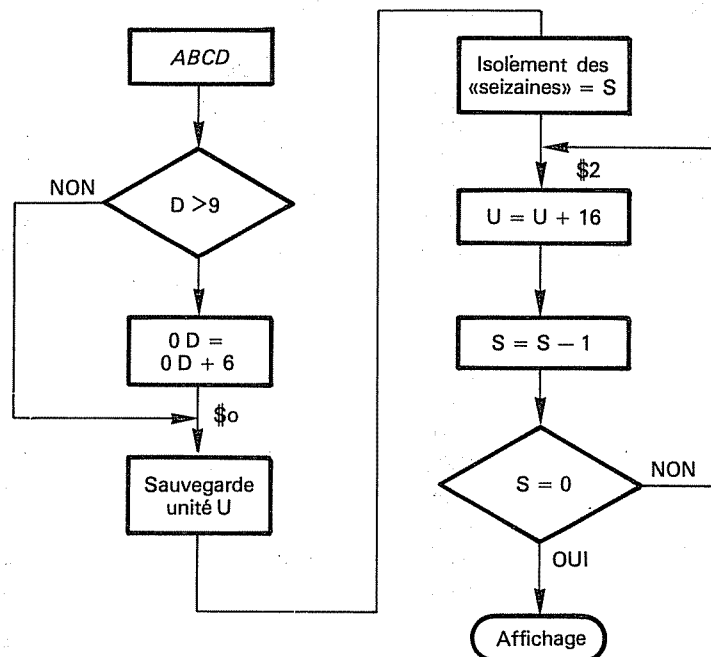 ABCD
NON
D >9
0 D =
0 D + 6
$o
Sauvegarde
unité U
Isolement des
«seizaines» = S
$2
U = U + 16
S = S − 1
S = 0
NON
OUI
Affichage